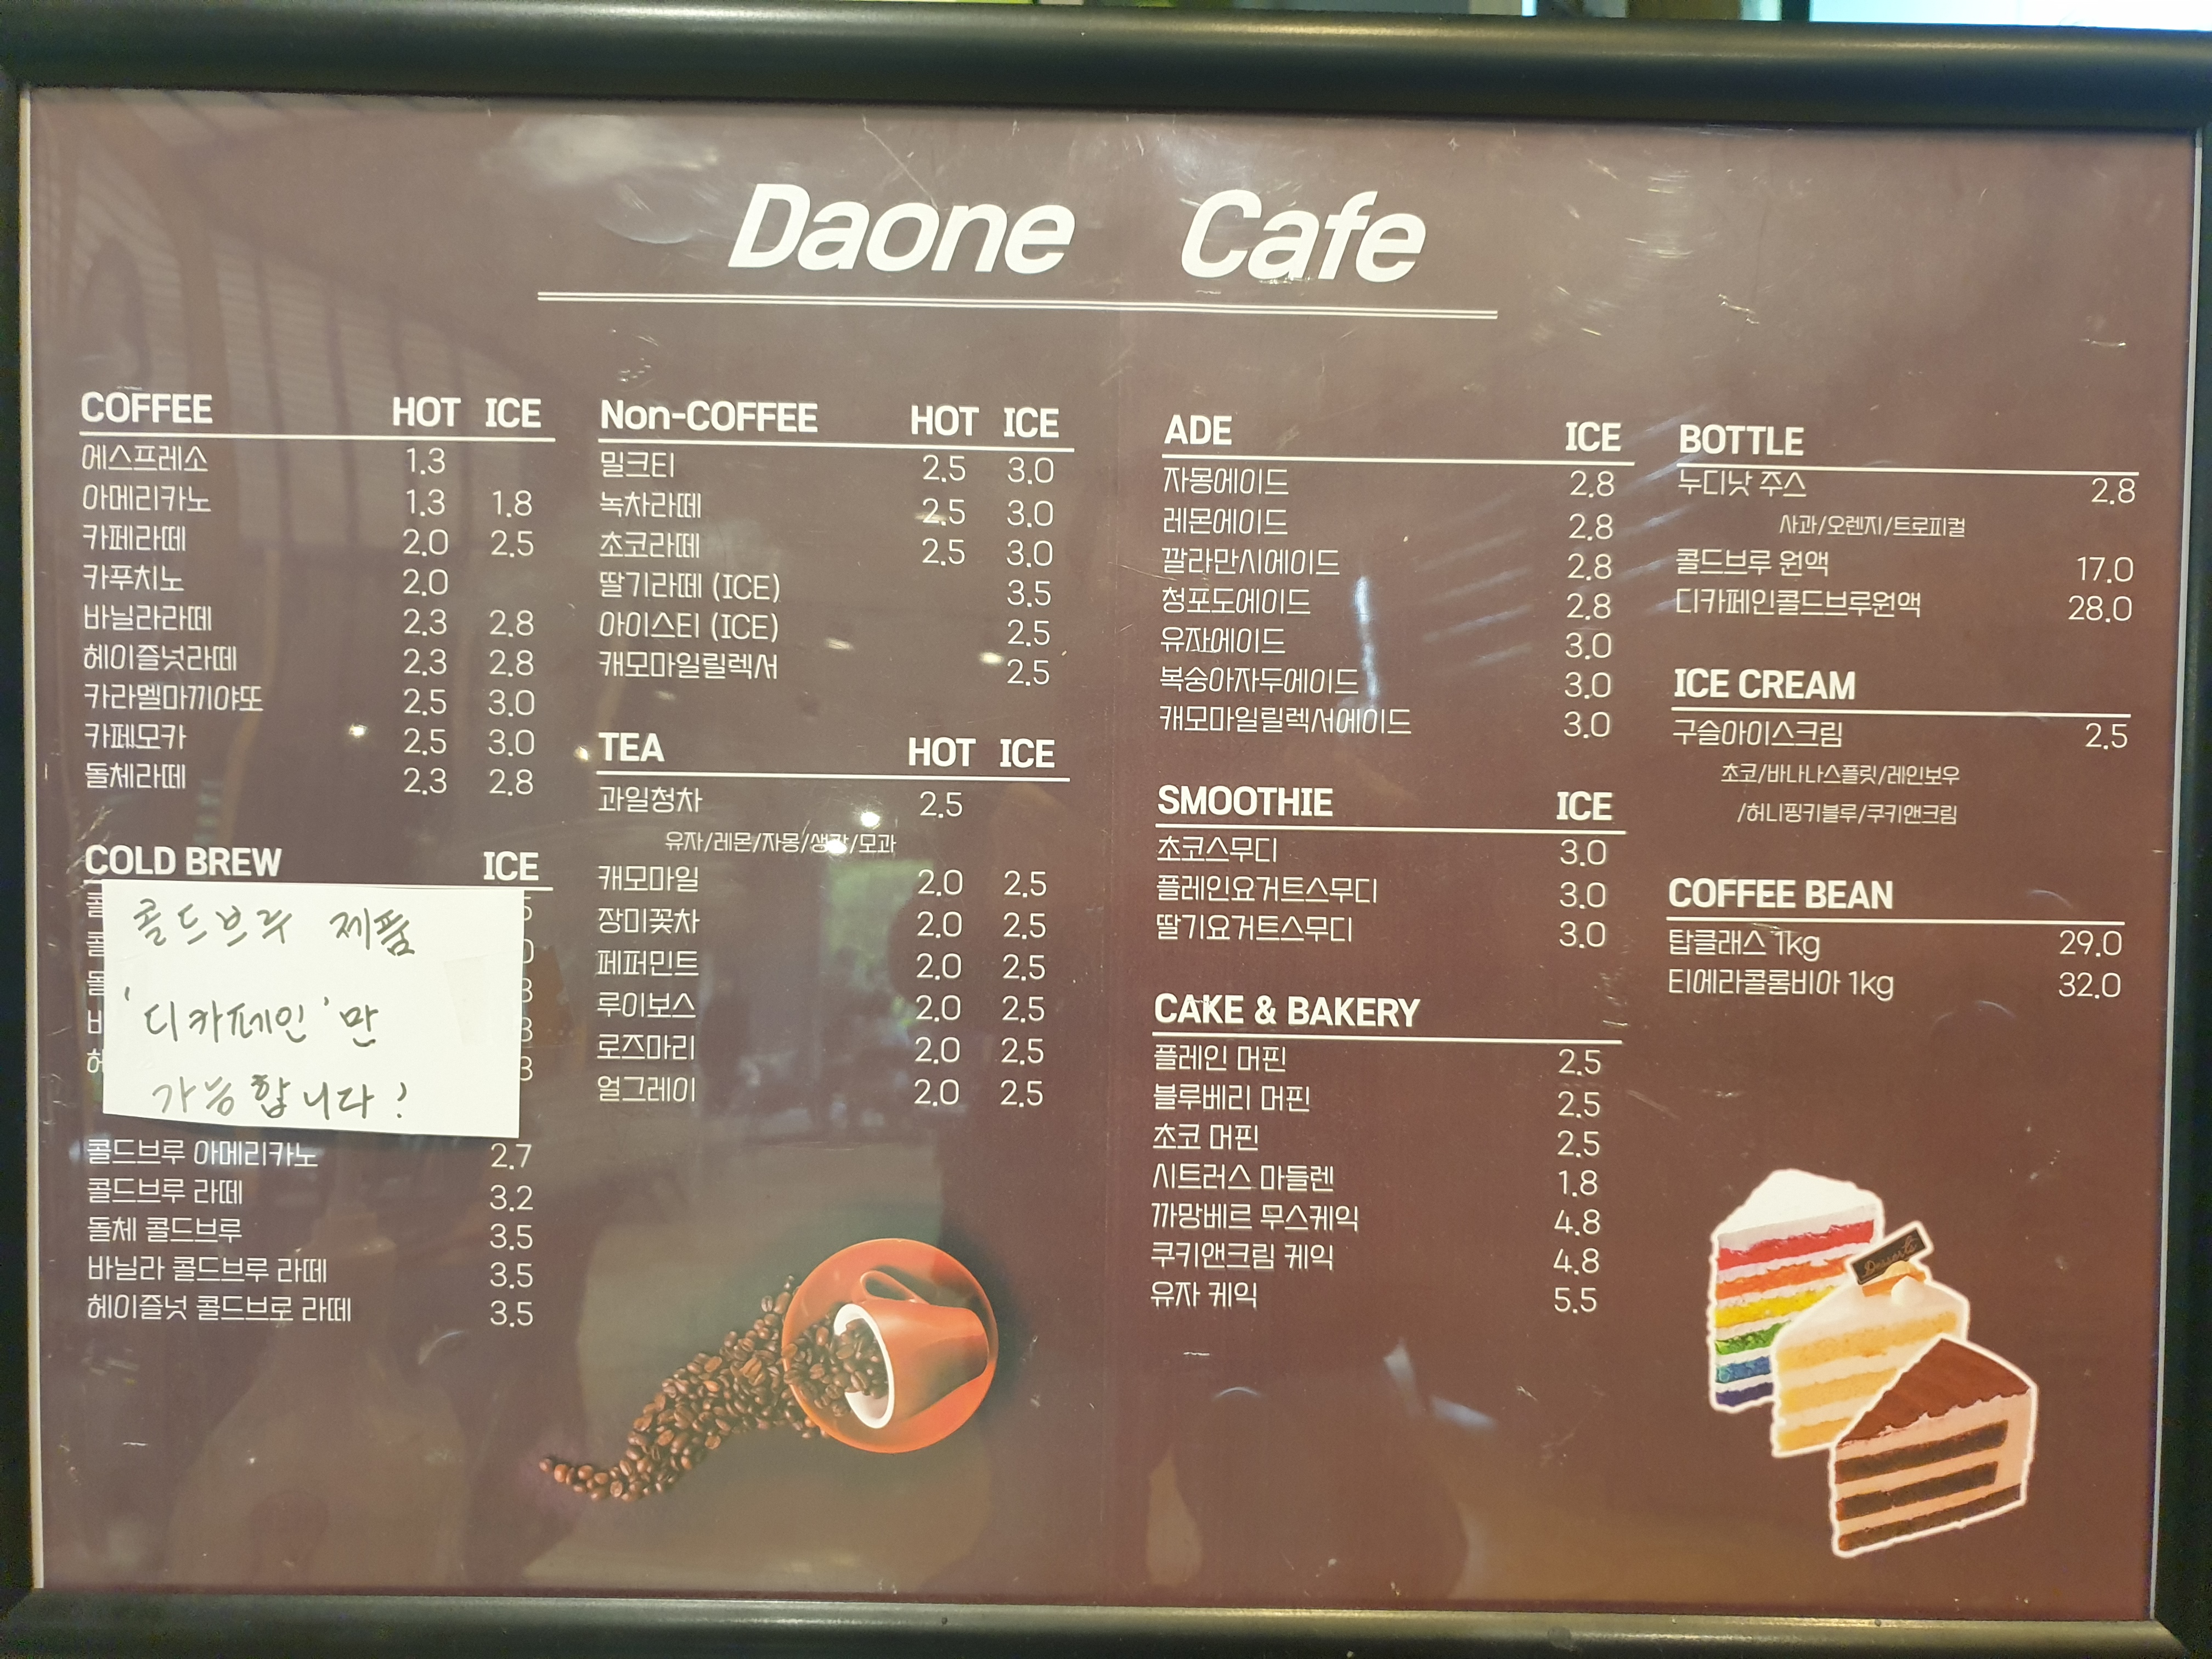 Daone Cafe
COFFEE HOT ICE
에스프레소 1.3
아메리카노 1.3 1.8
카페라떼 2.0 2.5
카푸치노 2.0
바닐라라떼 2.3 2.8
헤이즐넛라떼 2.3 2.8
카라멜마끼야또 2.5 3.0
카페모카 2.5 3.0
돌체라떼 2.3 2.8
COLD BREW ICE
콜드브루 제품
'디카페인'만
가능합니다!
콜드브루 아메리카노 2.7
콜드브루 라떼 3.2
돌체 콜드브루 3.5
바닐라 콜드브루 라떼 3.5
헤이즐넛 콜드브로 라떼 3.5
Non-COFFEE HOT ICE
밀크티 2.5 3.0
녹차라떼 2.5 3.0
초코라떼 2.5 3.0
딸기라떼 (ICE) 3.5
아이스티 (ICE) 2.5
캐모마일릴렉서 2.5
TEA HOT ICE
과일청차 2.5
유자/레몬/자몽/생강/모과
캐모마일 2.0 2.5
장미꽃차 2.0 2.5
페퍼민트 2.0 2.5
루이보스 2.0 2.5
로즈마리 2.0 2.5
얼그레이 2.0 2.5
ADE ICE
자몽에이드 2.8
레몬에이드 2.8
깔라만시에이드 2.8
청포도에이드 2.8
유자에이드 3.0
복숭아자두에이드 3.0
캐모마일릴렉서에이드 3.0
SMOOTHIE ICE
초코스무디 3.0
플레인요거트스무디 3.0
딸기요거트스무디 3.0
CAKE & BAKERY
플레인 머핀 2.5
블루베리 머핀 2.5
초코 머핀 2.5
시트러스 마들렌 1.8
까망베르 무스케익 4.8
쿠키앤크림 케익 4.8
유자 케익 5.5
BOTTLE
누디낫 주스 2.8
사과/오렌지/트로피컬
콜드브루 원액 17.0
디카페인콜드브루원액 28.0
ICE CREAM
구슬아이스크림 2.5
초코/바나나스플릿/레인보우
/허니핑키블루/쿠키앤크림
COFFEE BEAN
탑클래스 1kg 29.0
티에라콜롬비아 1kg 32.0